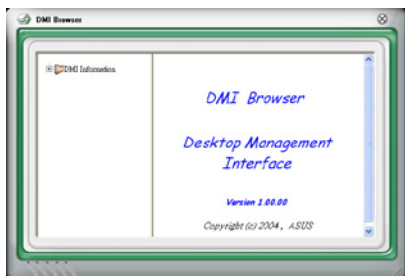 DMI Browser
DMI Information
DMI Browser
Desktop Management
Interface
Version 1.00.00
Copyright (c) 2004, ASUS